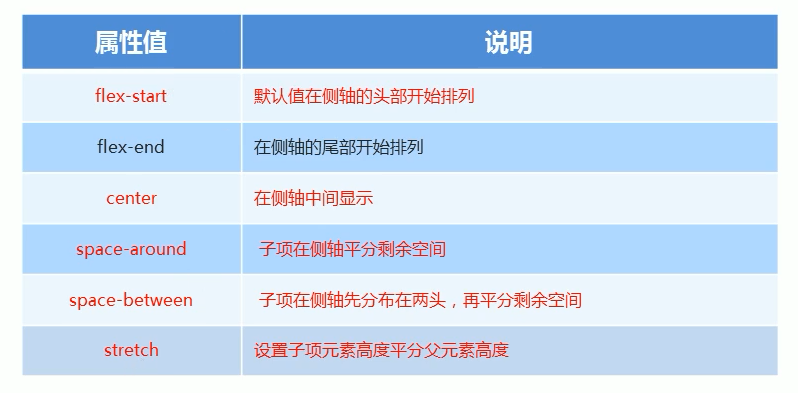 属性值 说明
flex-start 默认值在侧轴的头部开始排列
flex-end 在侧轴的尾部开始排列
center 在侧轴中间显示
space-around 子项在侧轴平分剩余空间
space-between 子项在侧轴先分布在两头，再平分剩余空间
stretch 设置子项元素高度平分父元素高度